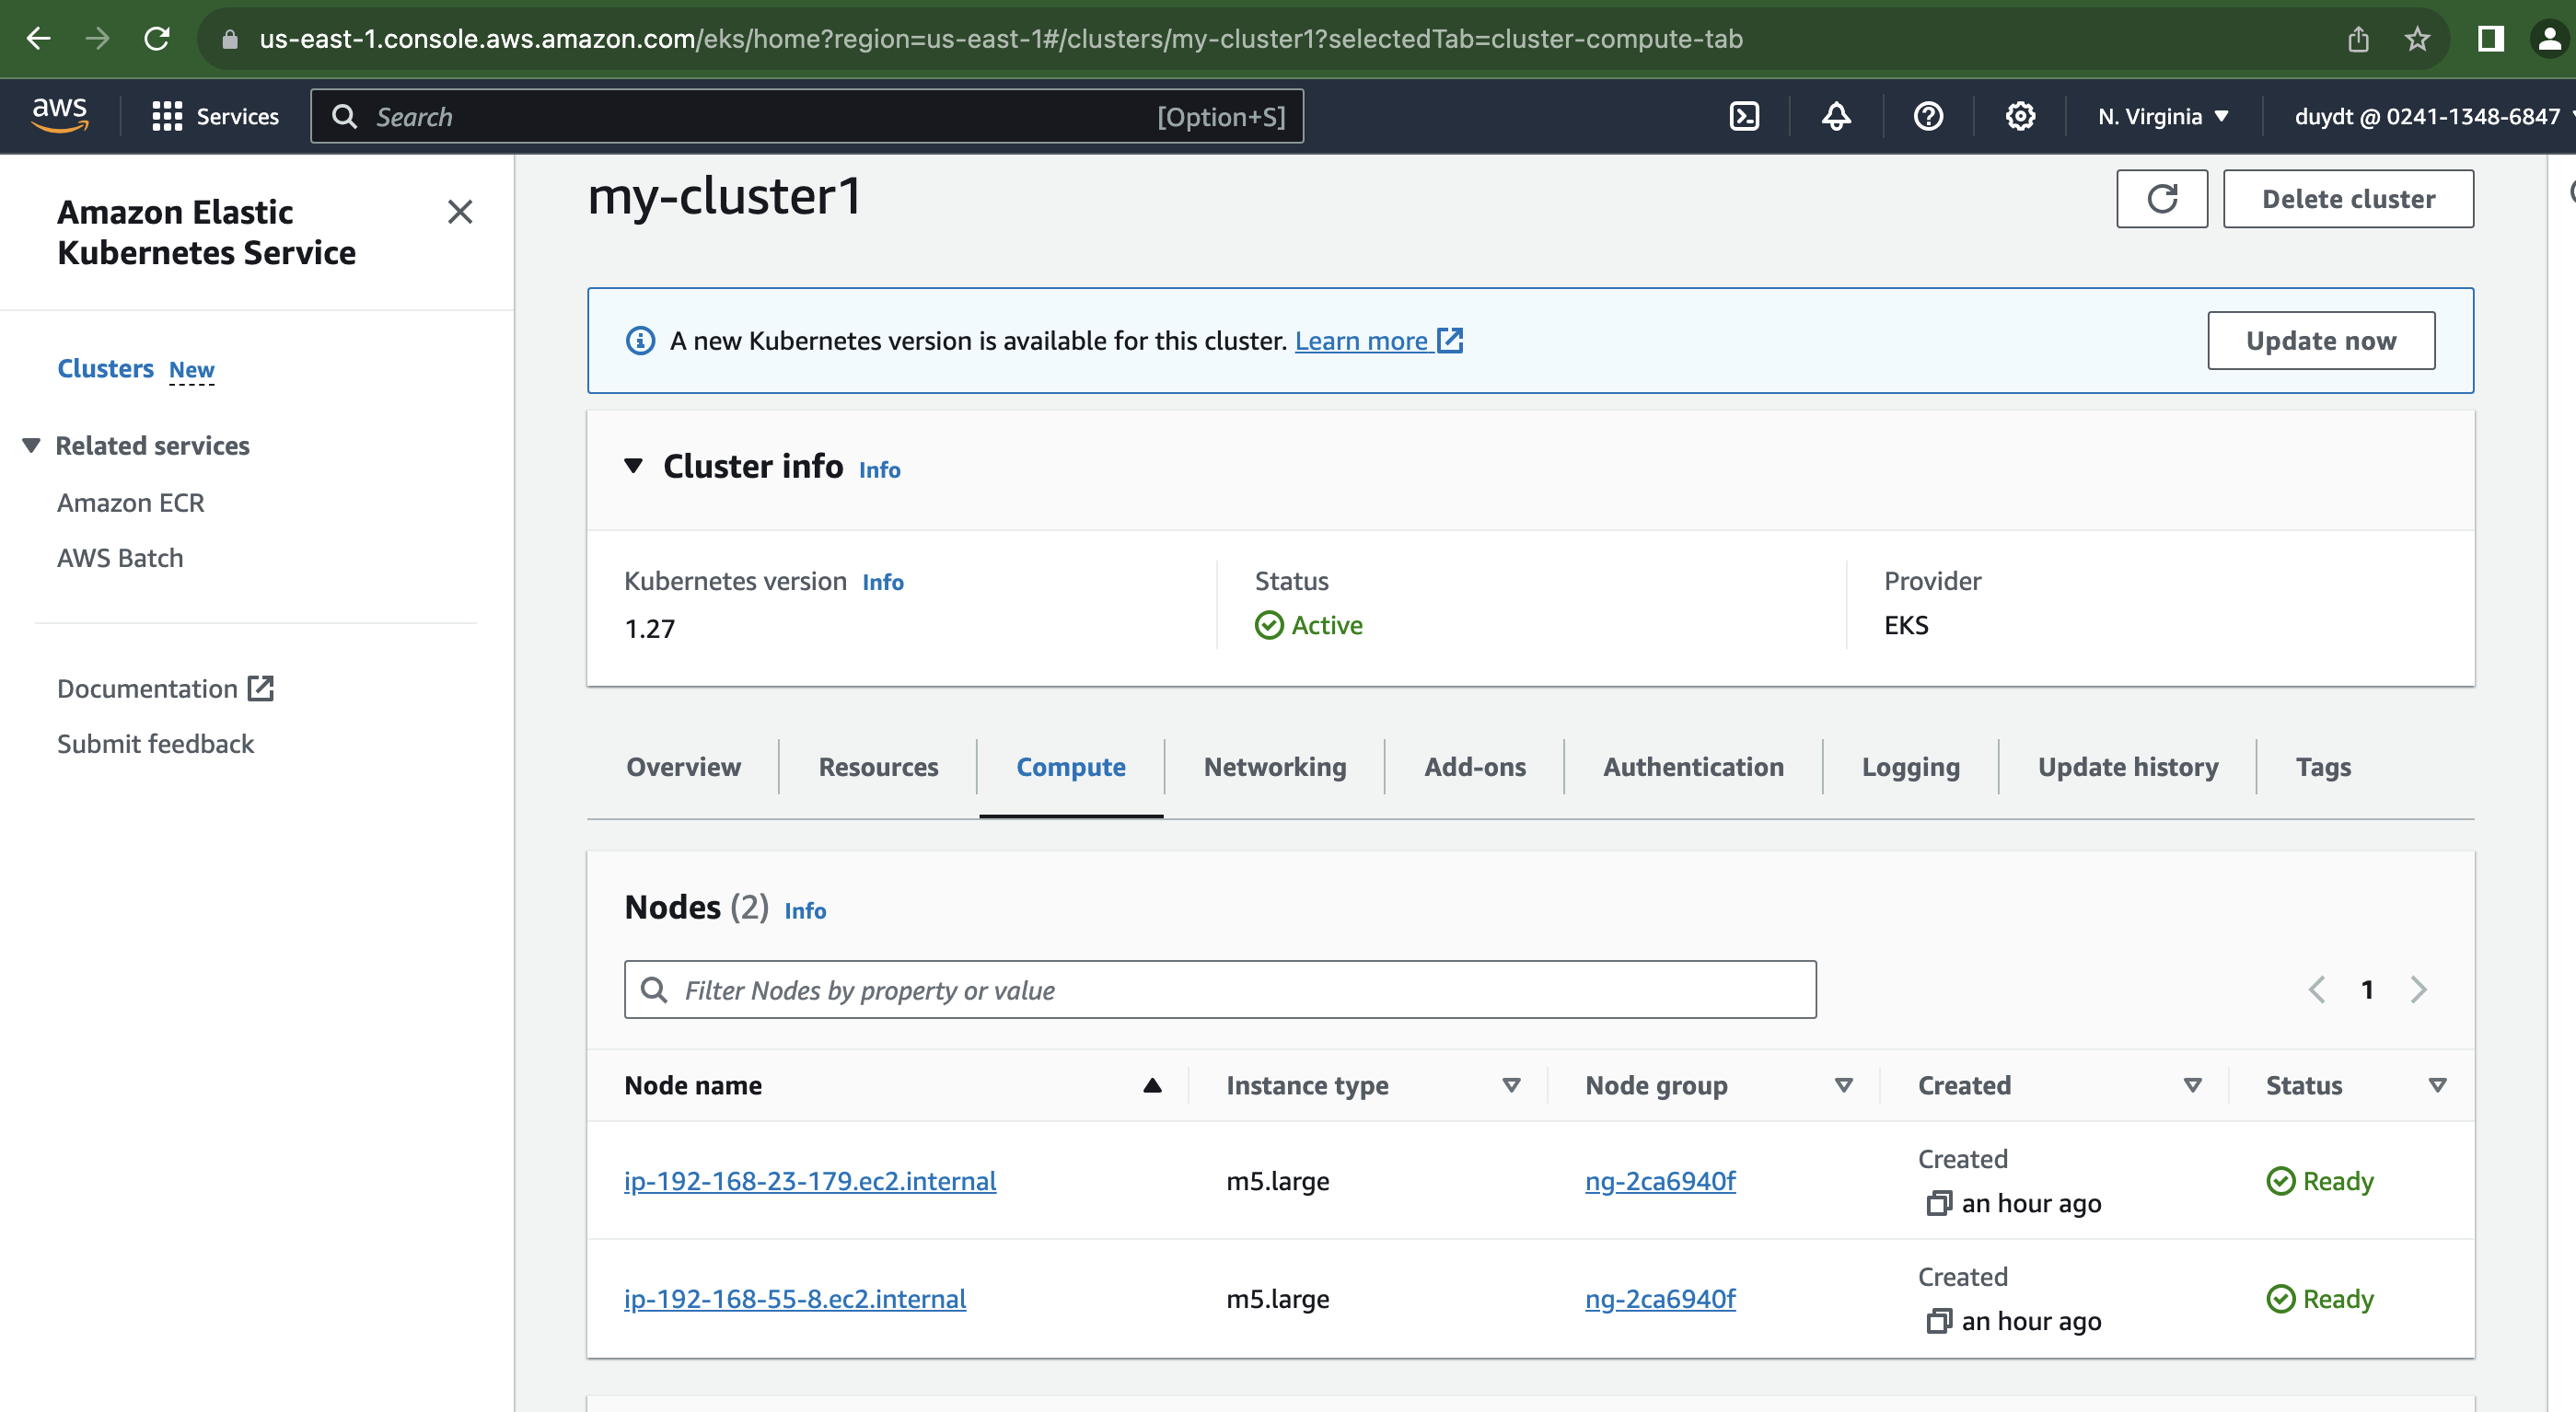 us-east-1.console.aws.amazon.com/eks/home?region=us-east-1#/clusters/my-cluster1?selectedTab=cluster-compute-tab
aws Services Search [Option+S] N. Virginia duydt @ 0241-1348-6847
Amazon Elastic
Kubernetes Service
Clusters New
Related services
Amazon ECR
AWS Batch
Documentation
Submit feedback
my-cluster1
Delete cluster
A new Kubernetes version is available for this cluster. Learn more
Update now
Cluster info Info
Kubernetes version Info
1.27
Status
Active
Provider
EKS
Overview Resources Compute Networking Add-ons Authentication Logging Update history Tags
Nodes (2) Info
Filter Nodes by property or value
1
Node name Instance type Node group Created Status
ip-192-168-23-179.ec2.internal m5.large ng-2ca6940f Created an hour ago Ready
ip-192-168-55-8.ec2.internal m5.large ng-2ca6940f Created an hour ago Ready